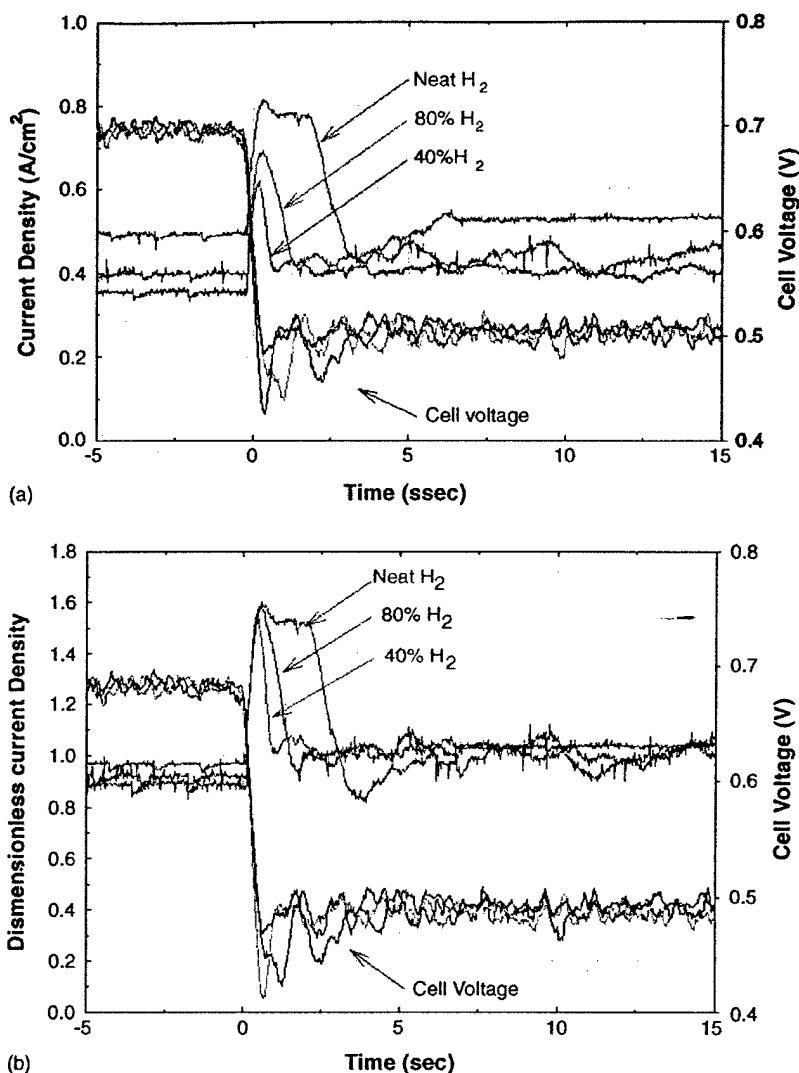 1.0
0.8
0.6
0.4
0.2
0.0
Current Density (A/cm²)
0.8
0.7
0.6
0.5
0.4
Cell Voltage (V)
Neat H₂
80% H₂
40%H ₂
Cell voltage
-5
0
5
10
15
Time (ssec)
(a)
1.8
1.6
1.4
1.2
1.0
0.8
0.6
0.4
0.2
0.0
Dismensionless current Density
0.8
0.7
0.6
0.5
0.4
Cell Voltage (V)
Neat H₂
80% H₂
40% H₂
Cell Voltage
-5
0
5
10
15
Time (sec)
(b)